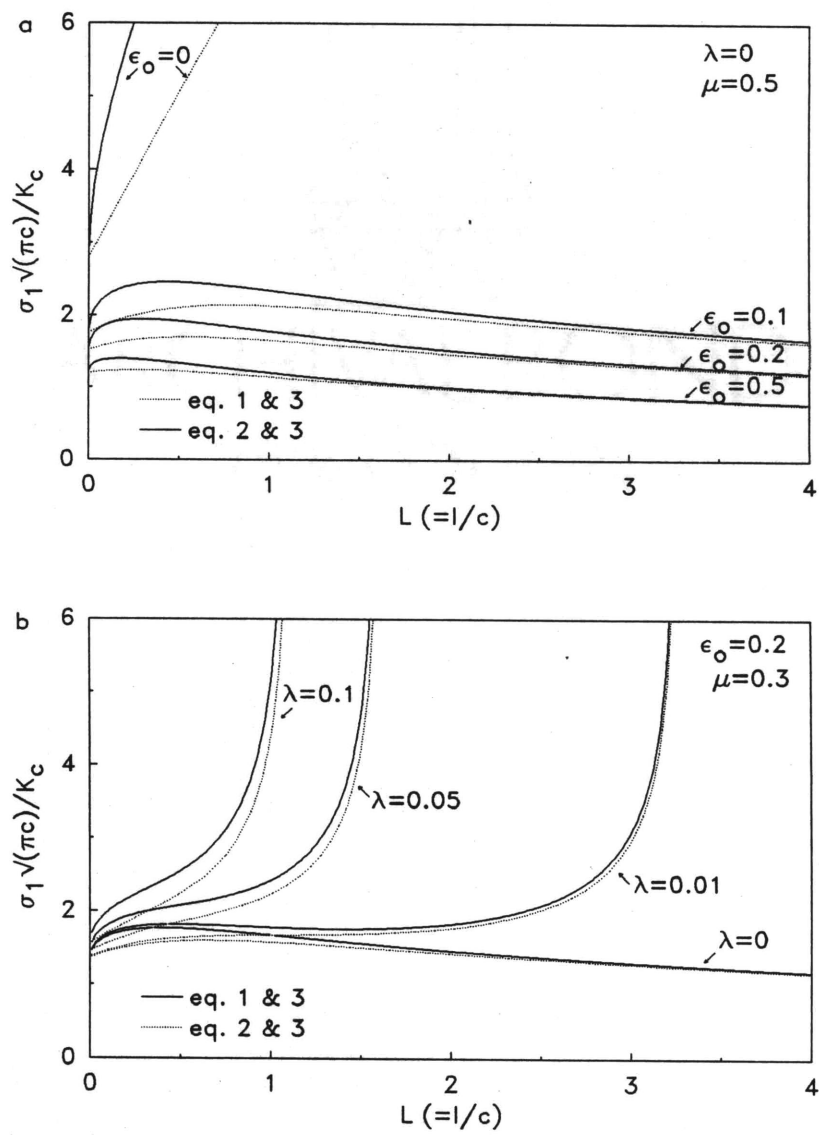 a
6
4
2
0
σ₁ √(πc)/K_c
ϵ₀=0
λ=0
μ=0.5
ϵ₀=0.1
ϵ₀=0.2
ϵ₀=0.5
eq. 1 & 3
eq. 2 & 3
0 1 2 3 4
L (=l/c)
b
6
4
2
0
σ₁ √(πc)/K_c
ϵ₀=0.2
μ=0.3
λ=0.1
λ=0.05
λ=0.01
λ=0
eq. 1 & 3
eq. 2 & 3
0 1 2 3 4
L (=l/c)